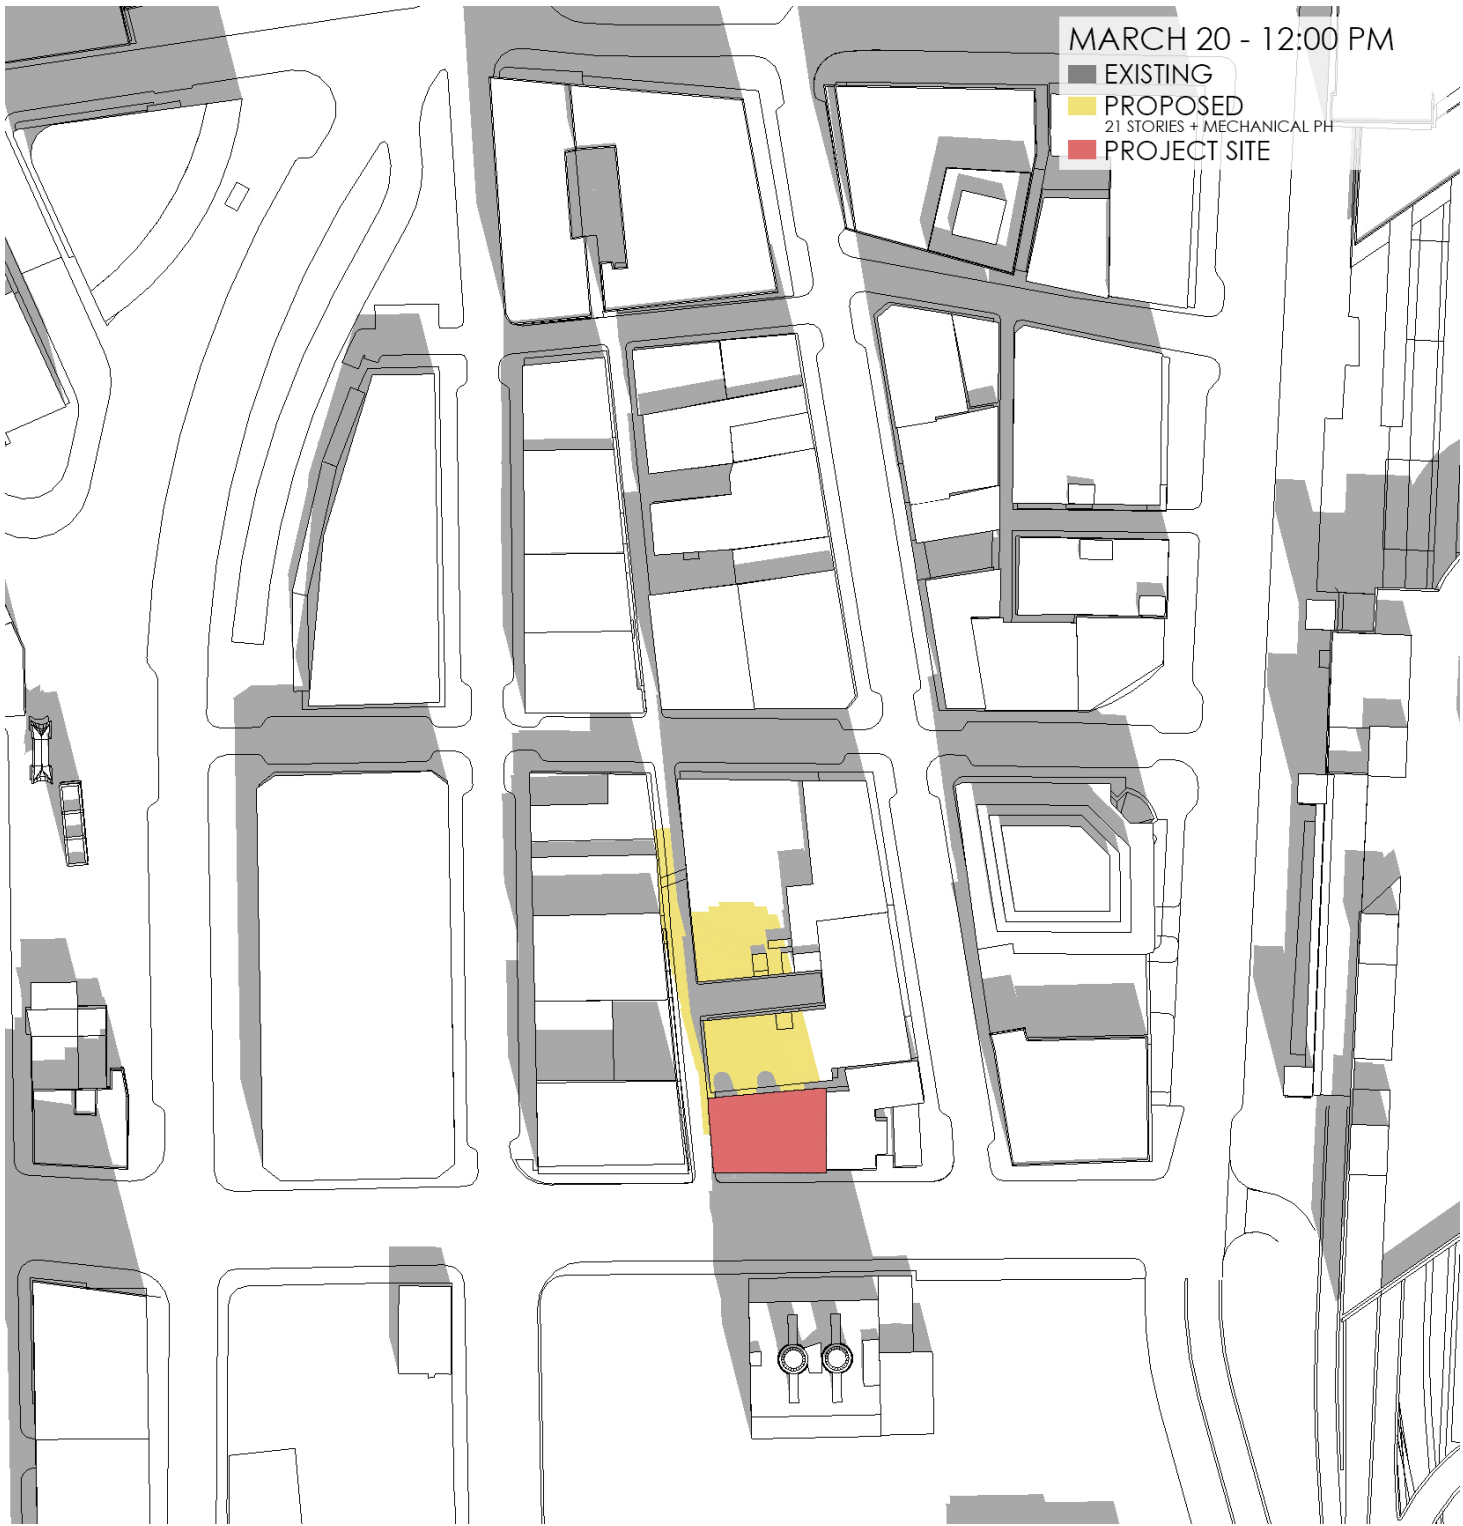 MARCH 20 - 12:00 PM
EXISTING
PROPOSED
21 STORIES + MECHANICAL PH
PROJECT SITE